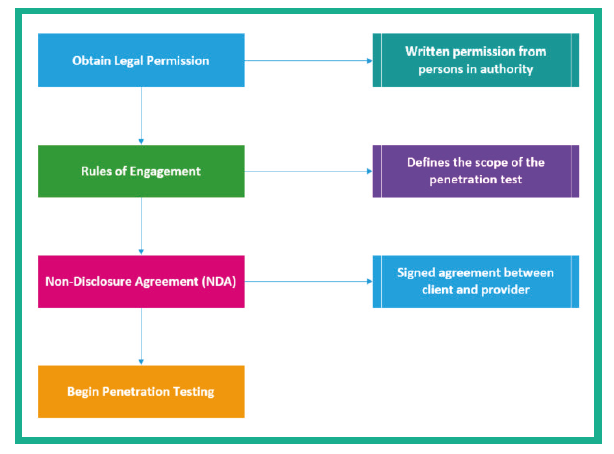 Obtain Legal Permission
Written permission from
persons in authority
Rules of Engagement
Defines the scope of the
penetration test
Non-Disclosure Agreement (NDA)
Signed agreement between
client and provider
Begin Penetration Testing